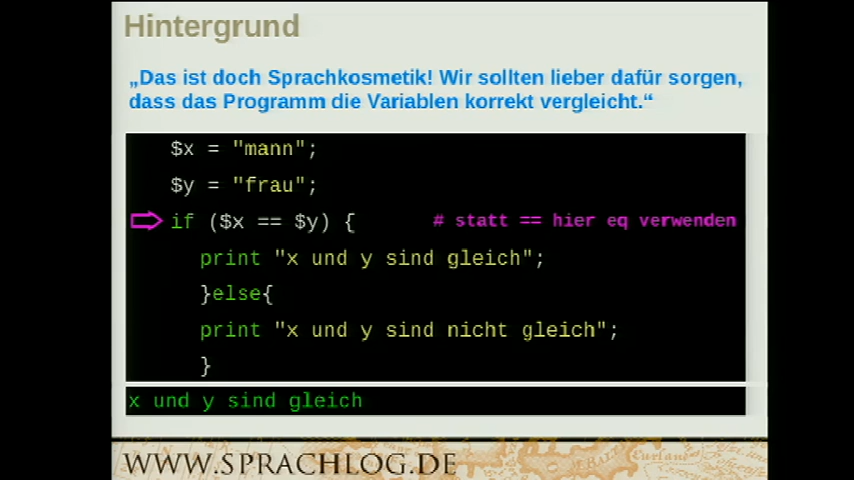 Hintergrund
„Das ist doch Sprachkosmetik! Wir sollten lieber dafür sorgen,
dass das Programm die Variablen korrekt vergleicht.“
$x = "mann";
$y = "frau";
if ($x == $y) { # statt == hier eq verwenden
print "x und y sind gleich";
}else{
print "x und y sind nicht gleich";
}
x und y sind gleich
WWW.SPRACHLOG.DE
Curland